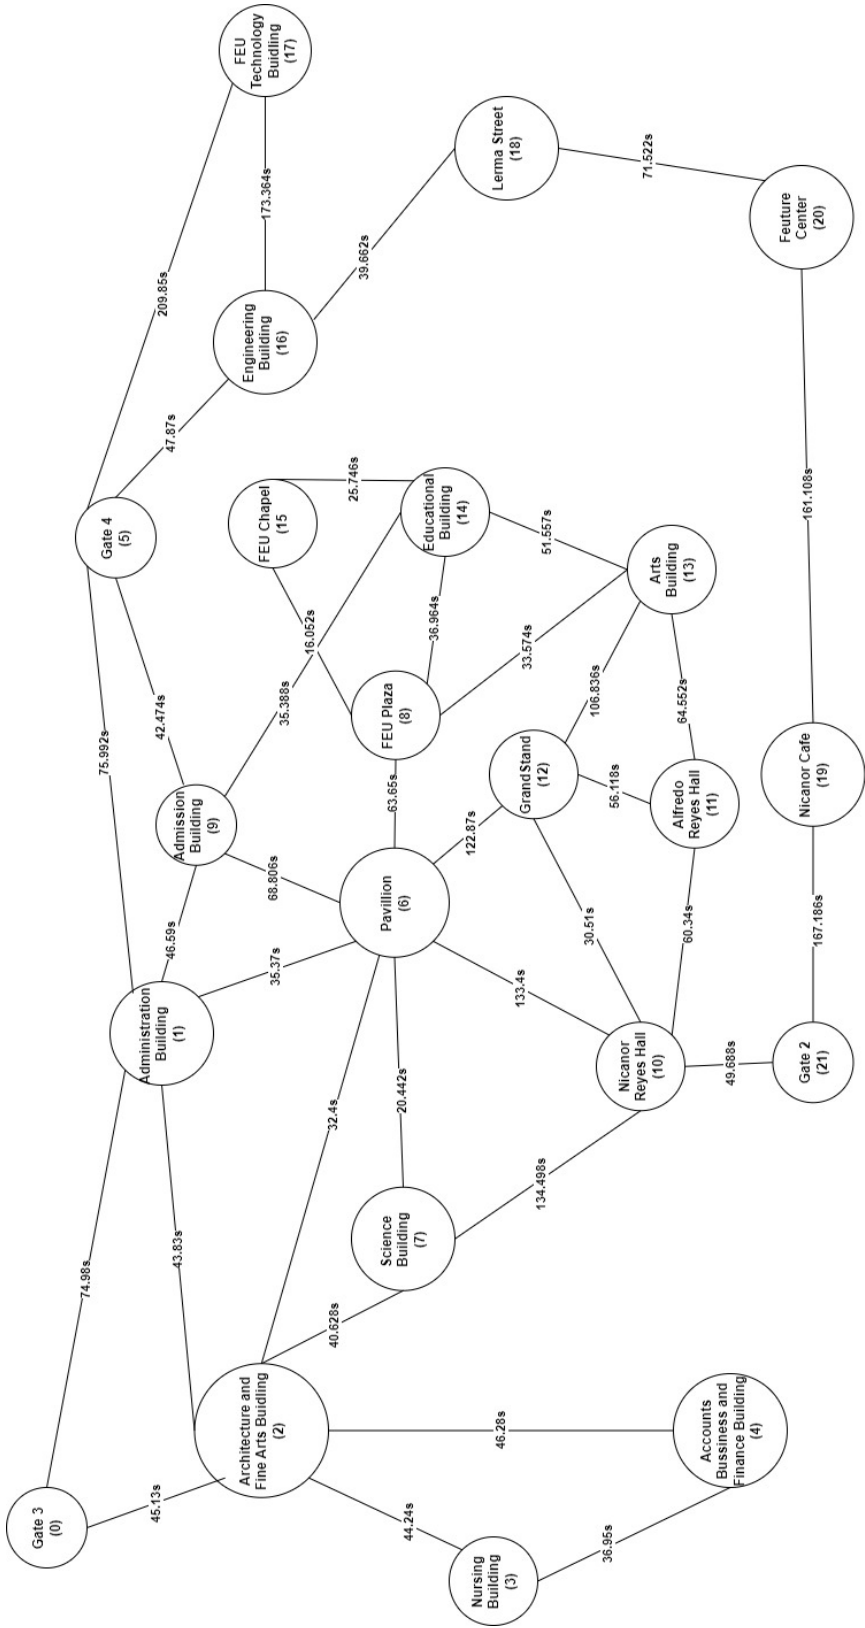 FEU
Technology
Buidling
(17)
209.85s
173.364s
Lerma Street
(18)
71.522s
Feuture
Center
(20)
39.662s
Engineering
Building
(16)
47.87s
Gate 4
(5)
FEU Chapel
(15
25.746s
Educational
Building
(14)
51.557s
161.108s
Arts
Building
(13)
16.052s
36.964s
33.574s
35.388s
42.474s
75.992s
106.836s
64.552s
FEU Plaza
(8)
GrandStand
(12)
56.118s
Alfredo
Reyes Hall
(11)
Nicanor Cafe
(19)
Admission
Building
(9)
63.65s
122.87s
68.806s
Pavillion
(6)
46.59s
35.37s
30.51s
60.34s
167.186s
133.4s
Administration
Building
(1)
Nicanor
Reyes Hall
(10)
49.688s
Gate 2
(21)
32.4s
20.442s
134.498s
Science
Building
(7)
74.98s
43.83s
40.628s
Architecture and
Fine Arts Buidling
(2)
46.28s
Accounts
Bussiness and
Finance Building
(4)
Gate 3
(0)
45.13s
44.24s
36.95s
Nursing
Building
(3)